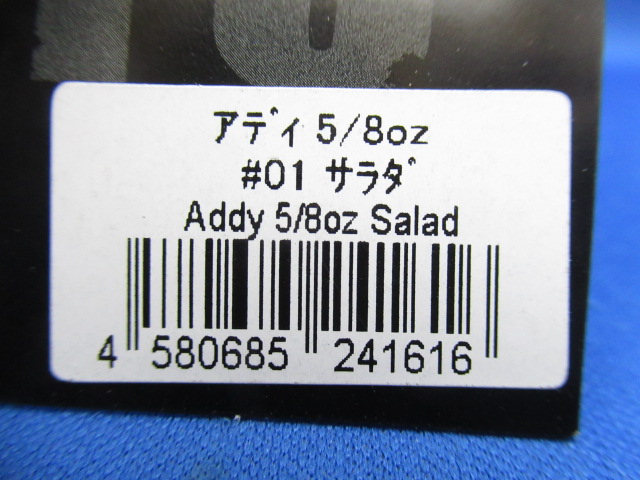 ｱﾃﾞｨ 5/8oz
#01 ｻﾗﾀﾞ
Addy 5/8oz Salad
4 580685 241616